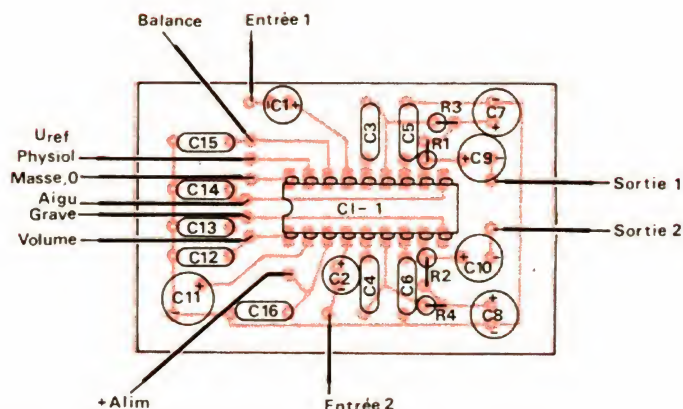 Balance
Entrée 1
C1+
C3
C5
R3
C7
+
-
Uref
C15
R1
+C9-
Physiol
Masse,0
C14
Sortie 1
Aigu
CI-1
Grave
C13
Sortie 2
Volume
C12
R2
+C10-
C11
+
-
C2
+
-
C4
C6
R4
C8
+
-
C16
+Alim
Entrée 2